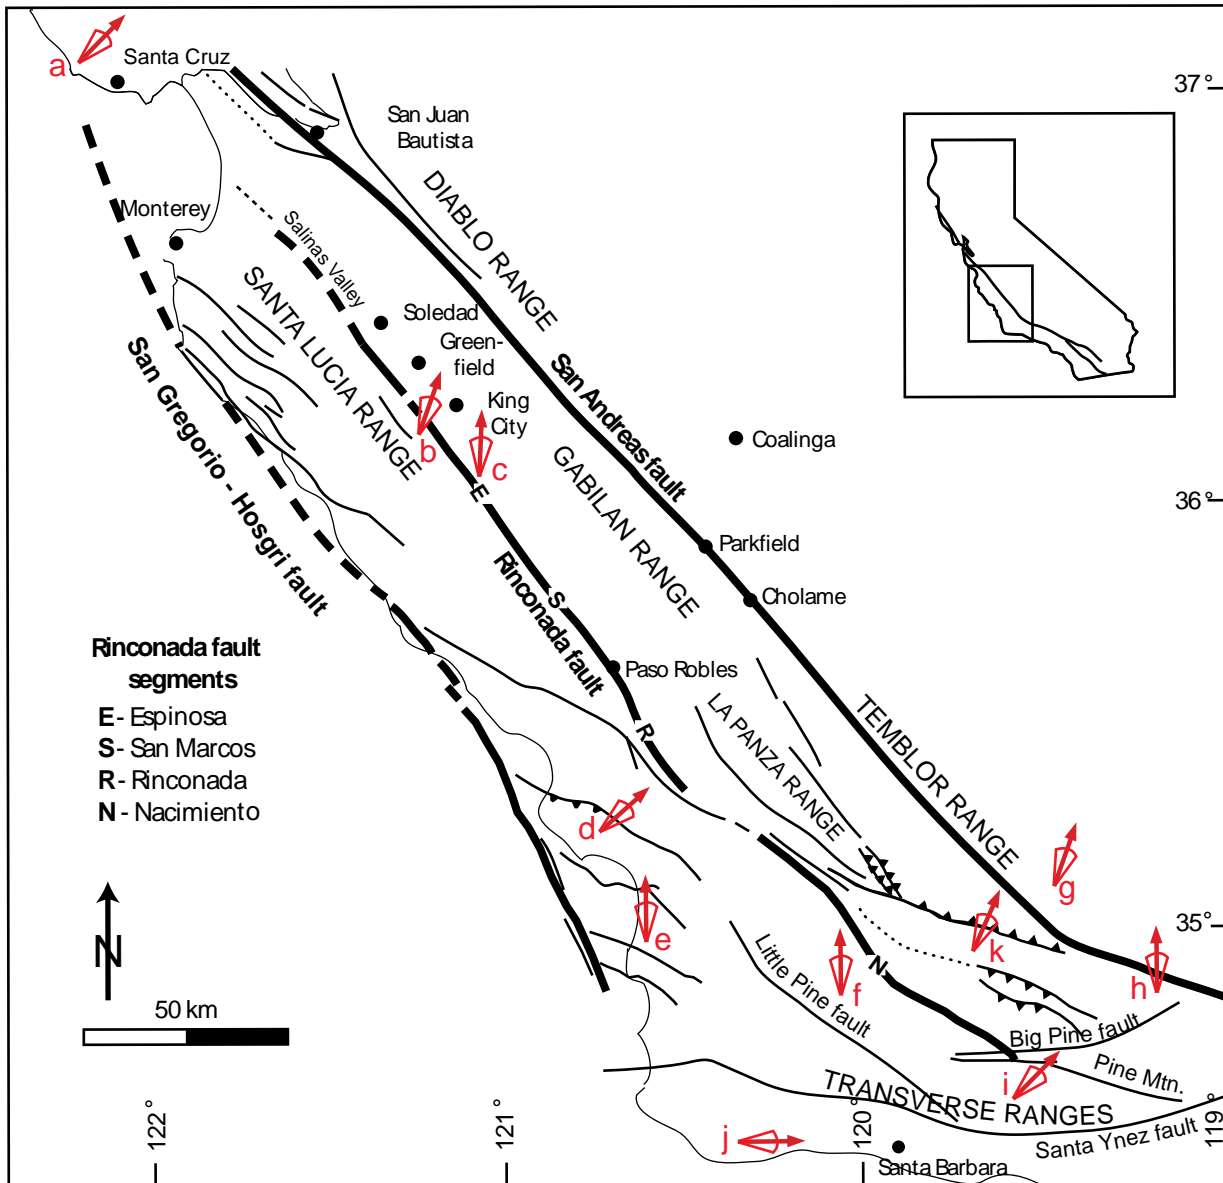 a
Santa Cruz
37°
San Juan
Bautista
DIABLO RANGE
Monterey
Salinas Valley
SANTA LUCIA RANGE
Soledad
Green-
field
King
City
b
c
San Andreas fault
Coalinga
San Gregorio - Hosgri fault
GABILAN RANGE
E
36°
Parkfield
S
Cholame
Rinconada fault
Rinconada fault
segments
E - Espinosa
S - San Marcos
R - Rinconada
N - Nacimiento
Paso Robles
R
LA PANZA RANGE
TEMBLOR RANGE
d
g
e
k
35°
N
N
Little Pine fault
f
h
50 km
Big Pine fault
i
Pine Mtn.
TRANSVERSE RANGES
Santa Ynez fault
j
Santa Barbara
122°
121°
120°
119°